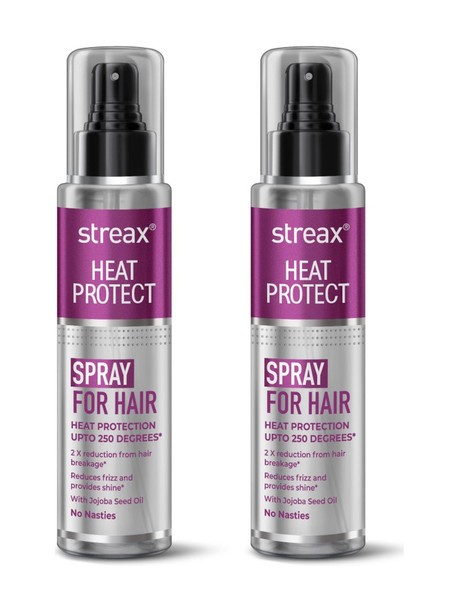 streax®
HEAT
PROTECT
SPRAY
FOR HAIR
HEAT PROTECTION
UPTO 250 DEGREES*
2 X reduction from hair
breakage*
Reduces frizz and
provides shine*
With Jojoba Seed Oil
No Nasties
streax®
HEAT
PROTECT
SPRAY
FOR HAIR
HEAT PROTECTION
UPTO 250 DEGREES*
2 X reduction from hair
breakage*
Reduces frizz and
provides shine*
With Jojoba Seed Oil
No Nasties